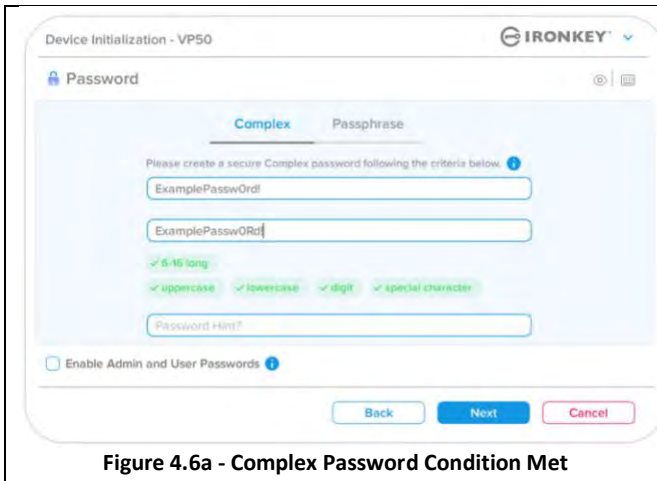 Device Initialization - VP50
IRONKEY
Password
Complex Passphrase
Please create a secure Complex password following the criteria below.
ExamplePassw0rd!
ExamplePassw0Rd!
✓ 6-16 long
✓ uppercase ✓ lowercase ✓ digit ✓ special character
Password Hint?
Enable Admin and User Passwords
Back Next Cancel
Figure 4.6a - Complex Password Condition Met